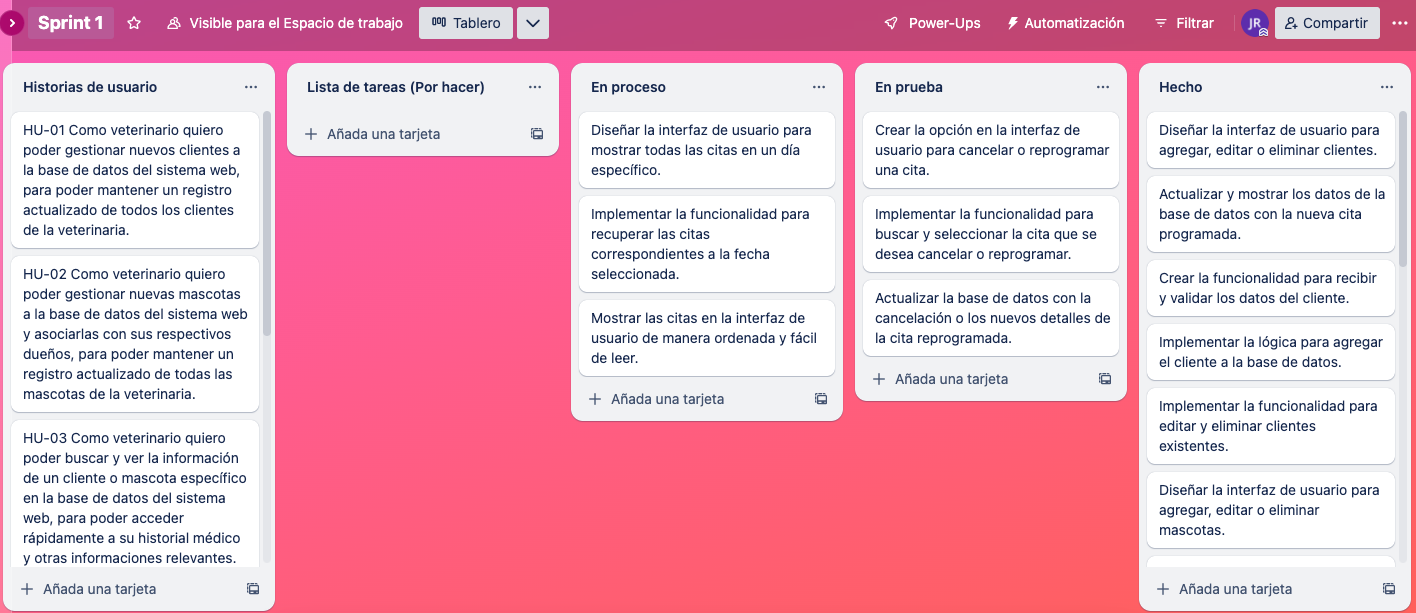 Sprint 1
Visible para el Espacio de trabajo
Tablero
Power-Ups
Automatización
Filtrar
JR
Compartir
Historias de usuario
HU-01 Como veterinario quiero
poder gestionar nuevos clientes a
la base de datos del sistema web,
para poder mantener un registro
actualizado de todos los clientes
de la veterinaria.
HU-02 Como veterinario quiero
poder gestionar nuevas mascotas
a la base de datos del sistema web
y asociarlas con sus respectivos
dueños, para poder mantener un
registro actualizado de todas las
mascotas de la veterinaria.
HU-03 Como veterinario quiero
poder buscar y ver la información
de un cliente o mascota específico
en la base de datos del sistema
web, para poder acceder
rápidamente a su historial médico
y otras informaciones relevantes.
Añada una tarjeta
Lista de tareas (Por hacer)
Añada una tarjeta
En proceso
Diseñar la interfaz de usuario para
mostrar todas las citas en un día
específico.
Implementar la funcionalidad para
recuperar las citas
correspondientes a la fecha
seleccionada.
Mostrar las citas en la interfaz de
usuario de manera ordenada y fácil
de leer.
Añada una tarjeta
En prueba
Crear la opción en la interfaz de
usuario para cancelar o reprogramar
una cita.
Implementar la funcionalidad para
buscar y seleccionar la cita que se
desea cancelar o reprogramar.
Actualizar la base de datos con la
cancelación o los nuevos detalles de
la cita reprogramada.
Añada una tarjeta
Hecho
Diseñar la interfaz de usuario para
agregar, editar o eliminar clientes.
Actualizar y mostrar los datos de la
base de datos con la nueva cita
programada.
Crear la funcionalidad para recibir
y validar los datos del cliente.
Implementar la lógica para agregar
el cliente a la base de datos.
Implementar la funcionalidad para
editar y eliminar clientes
existentes.
Diseñar la interfaz de usuario para
agregar, editar o eliminar
mascotas.
Añada una tarjeta